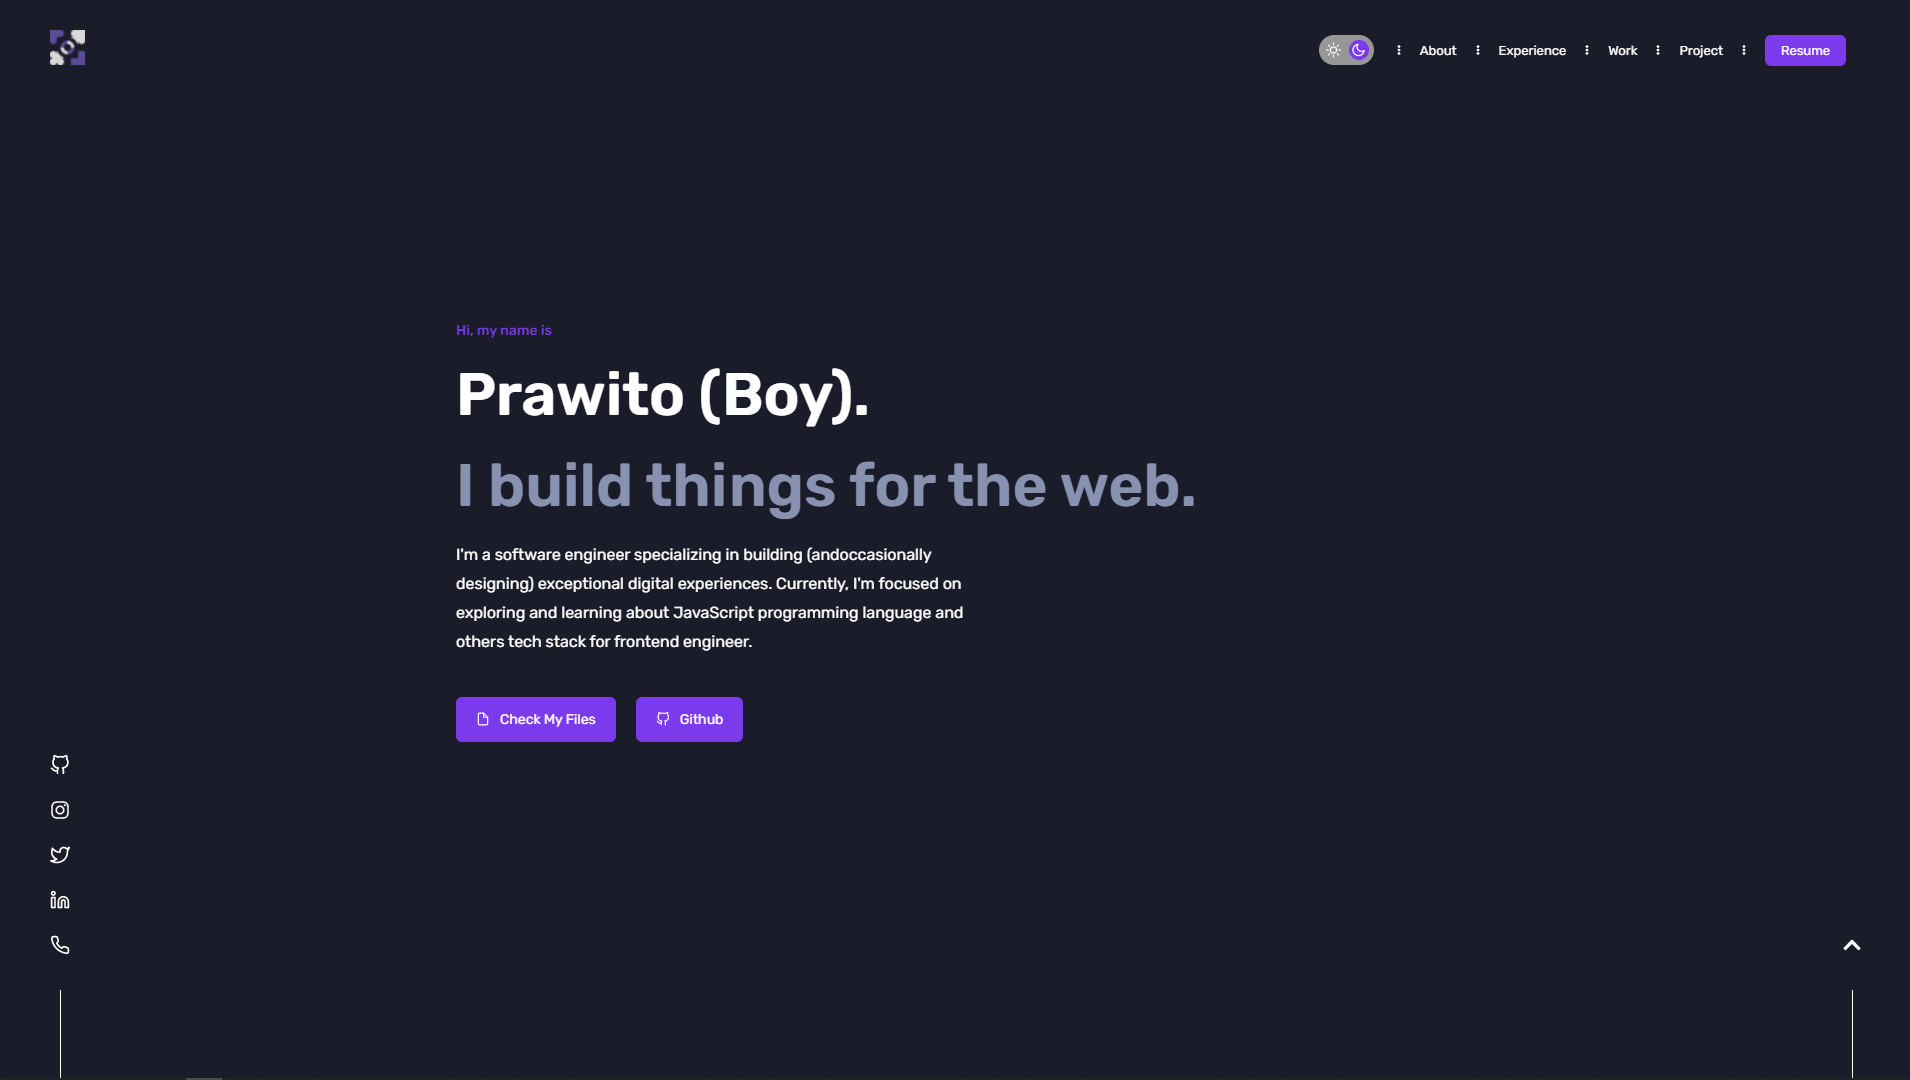 About
Experience
Work
Project
Resume
Hi, my name is
Prawito (Boy).
I build things for the web.
I'm a software engineer specializing in building (andoccasionally
designing) exceptional digital experiences. Currently, I'm focused on
exploring and learning about JavaScript programming language and
others tech stack for frontend engineer.
Check My Files
Github